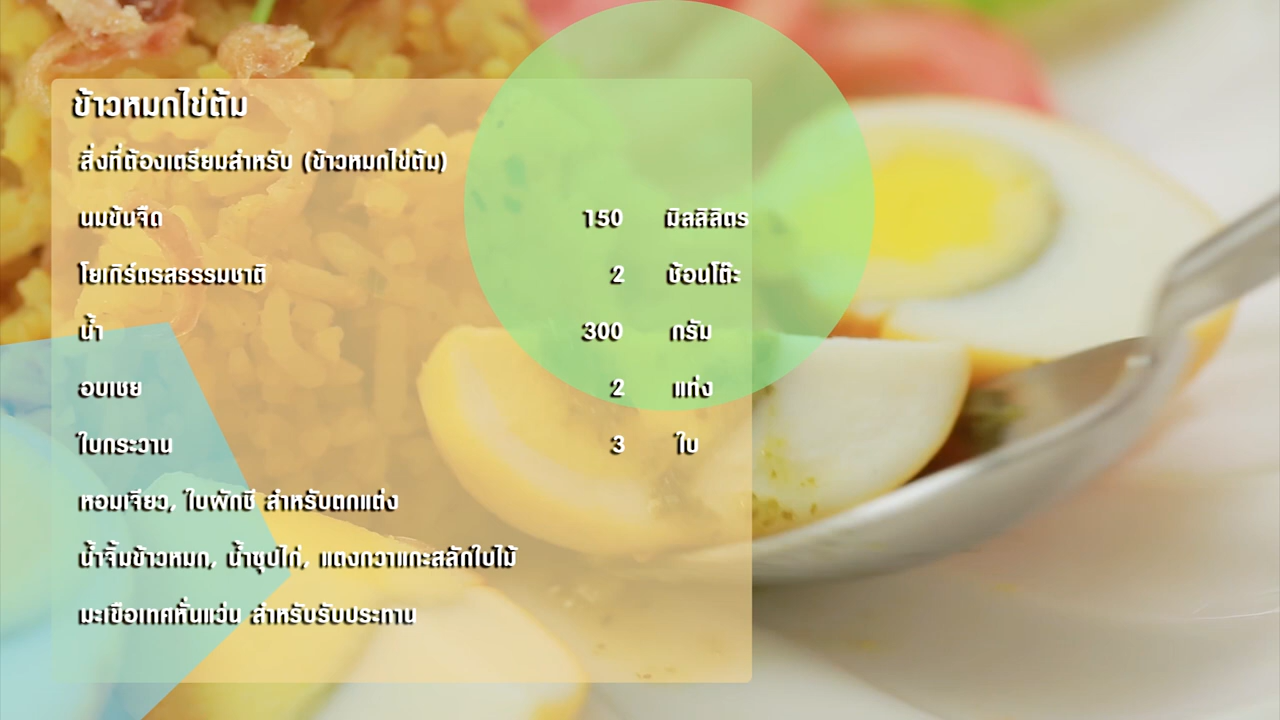 ข้าวหมกไข่ต้ม
สิ่งที่ต้องเตรียมสำหรับ (ข้าวหมกไข่ต้ม)
นมข้นจืด 150 มิลลิลิตร
โยเกิร์ตรสธรรมชาติ 2 ช้อนโต๊ะ
น้ำ 300 กรัม
อบเชย 2 แท่ง
ใบกระวาน 3 ใบ
หอมเจียว, ใบผักชี สำหรับตกแต่ง
น้ำจิ้มข้าวหมก, น้ำซุปไก่, แตงกวาแกะสลักใบไม้
มะเขือเทศหั่นแว่น สำหรับรับประทาน